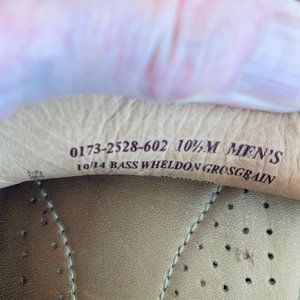 0173-2528-602 10½M MEN'S
10/14 BASS WHELDON GROSGRAIN